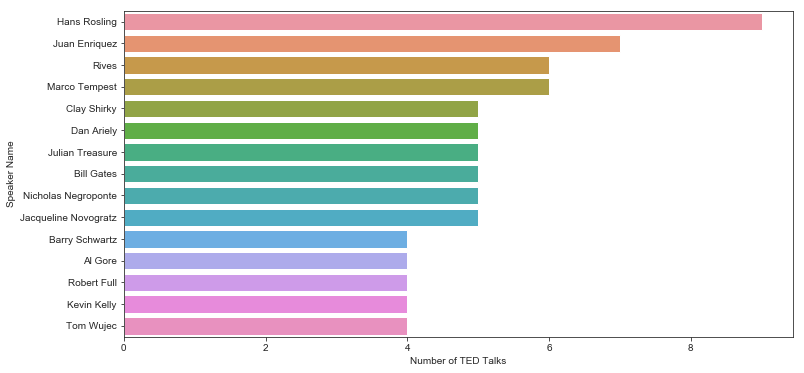 Hans Rosling
Juan Enriquez
Rives
Marco Tempest
Clay Shirky
Dan Ariely
Julian Treasure
Bill Gates
Nicholas Negroponte
Jacqueline Novogratz
Barry Schwartz
Al Gore
Robert Full
Kevin Kelly
Tom Wujec
Speaker Name
0 2 4 6 8
Number of TED Talks